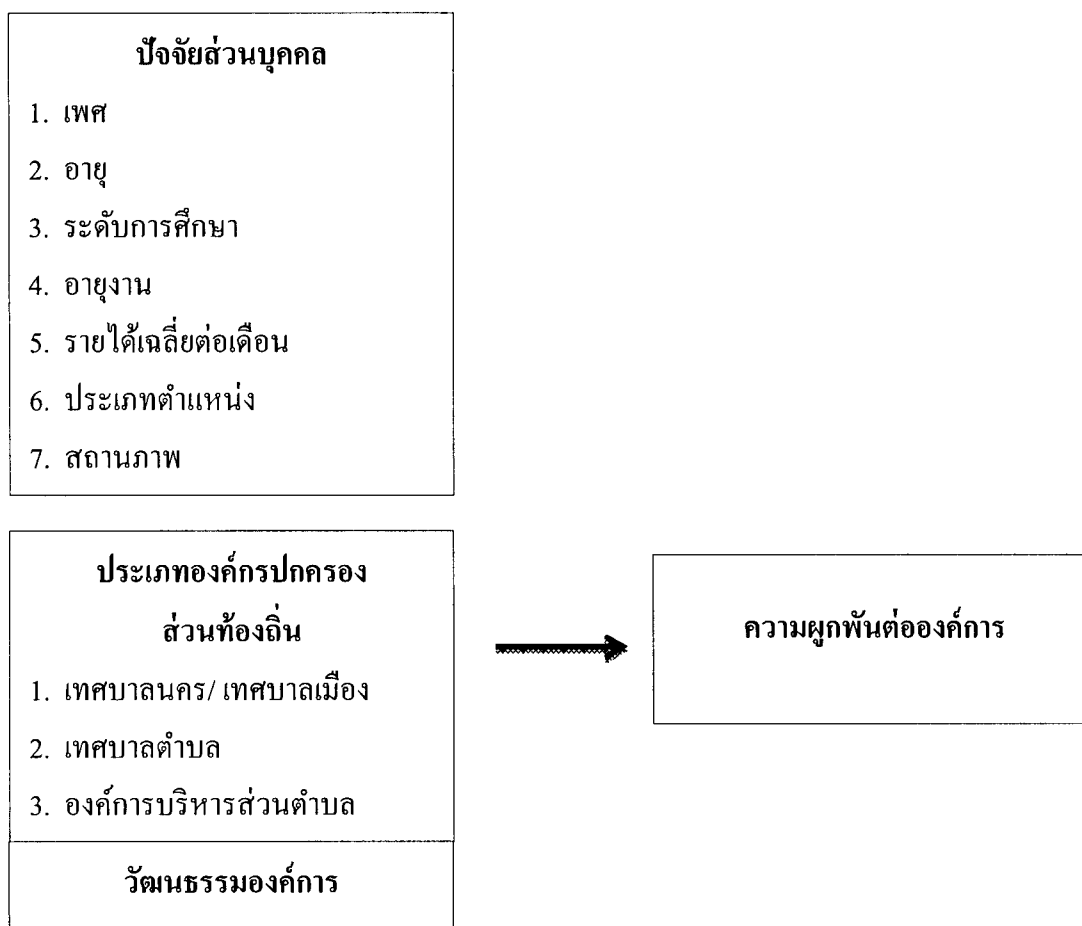 ปัจจัยส่วนบุคคล
1. เพศ
2. อายุ
3. ระดับการศึกษา
4. อายุงาน
5. รายได้เฉลี่ยต่อเดือน
6. ประเภทตำแหน่ง
7. สถานภาพ
ประเภทองค์กรปกครอง
ส่วนท้องถิ่น
1. เทศบาลนคร/ เทศบาลเมือง
2. เทศบาลตำบล
3. องค์การบริหารส่วนตำบล
วัฒนธรรมองค์การ
ความผูกพันต่อองค์การ